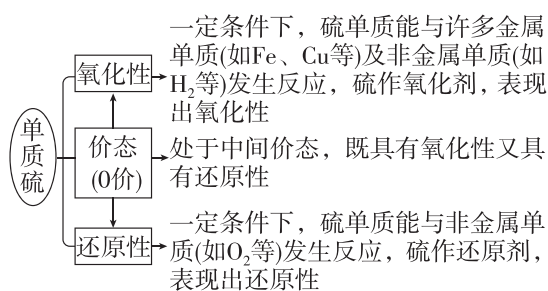 一定条件下，硫单质能与许多金属
单质(如Fe、Cu等)及非金属单质(如
H₂等)发生反应，硫作氧化剂，表现
出氧化性
氧化性
单质硫
价态
(0价)
处于中间价态，既具有氧化性又具
有还原性
还原性
一定条件下，硫单质能与非金属单
质(如O₂等)发生反应，硫作还原剂，
表现出还原性